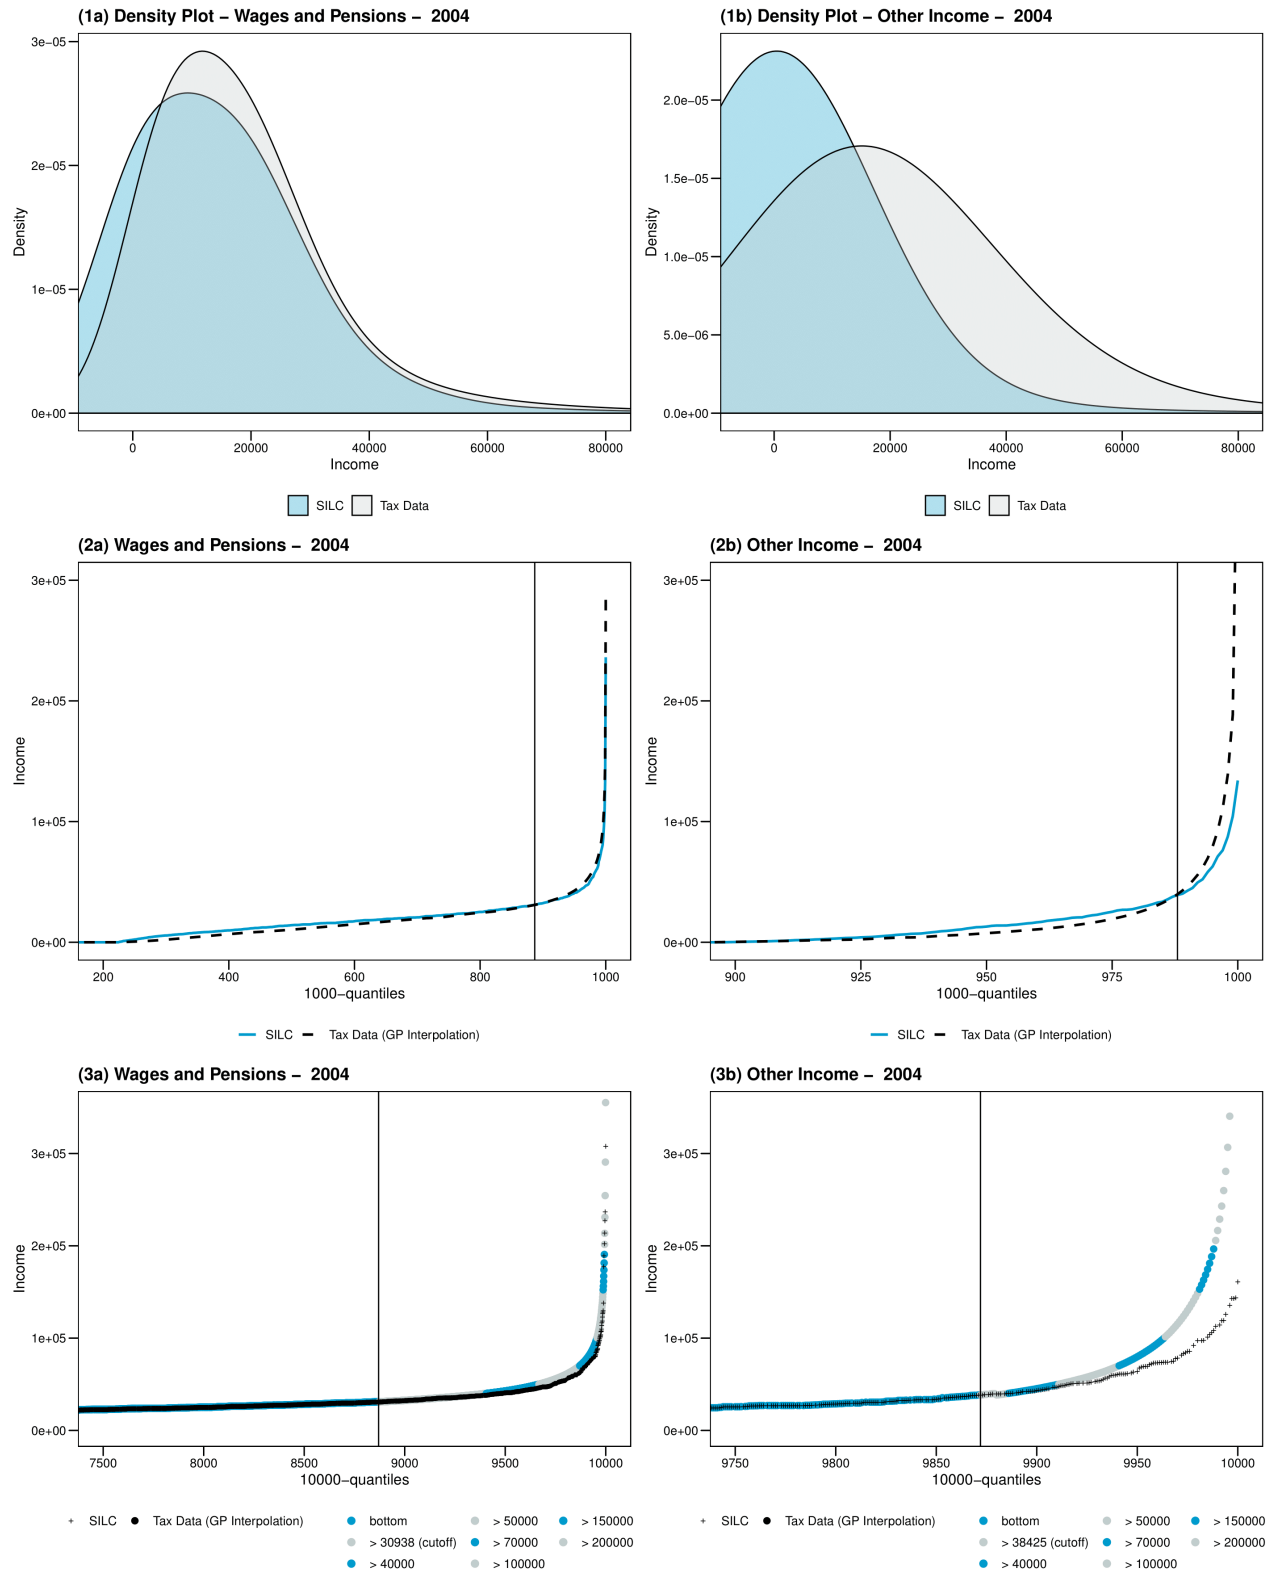 (1a) Density Plot – Wages and Pensions –  2004
3e−05
2e−05
1e−05
0e+00
Density
0 20000 40000 60000 80000
Income
SILC Tax Data
(1b) Density Plot – Other Income –  2004
2.0e−05
1.5e−05
1.0e−05
5.0e−06
0.0e+00
Density
0 20000 40000 60000 80000
Income
SILC Tax Data
(2a) Wages and Pensions –  2004
3e+05
2e+05
1e+05
0e+00
Income
200 400 600 800 1000
1000−quantiles
SILC Tax Data (GP Interpolation)
(2b) Other Income –  2004
3e+05
2e+05
1e+05
0e+00
Income
900 925 950 975 1000
1000−quantiles
SILC Tax Data (GP Interpolation)
(3a) Wages and Pensions –  2004
3e+05
2e+05
1e+05
0e+00
Income
7500 8000 8500 9000 9500 10000
10000−quantiles
SILC Tax Data (GP Interpolation)
bottom > 50000 > 150000
> 30938 (cutoff) > 70000 > 200000
> 40000 > 100000
(3b) Other Income –  2004
3e+05
2e+05
1e+05
0e+00
Income
9750 9800 9850 9900 9950 10000
10000−quantiles
SILC Tax Data (GP Interpolation)
bottom > 50000 > 150000
> 38425 (cutoff) > 70000 > 200000
> 40000 > 100000